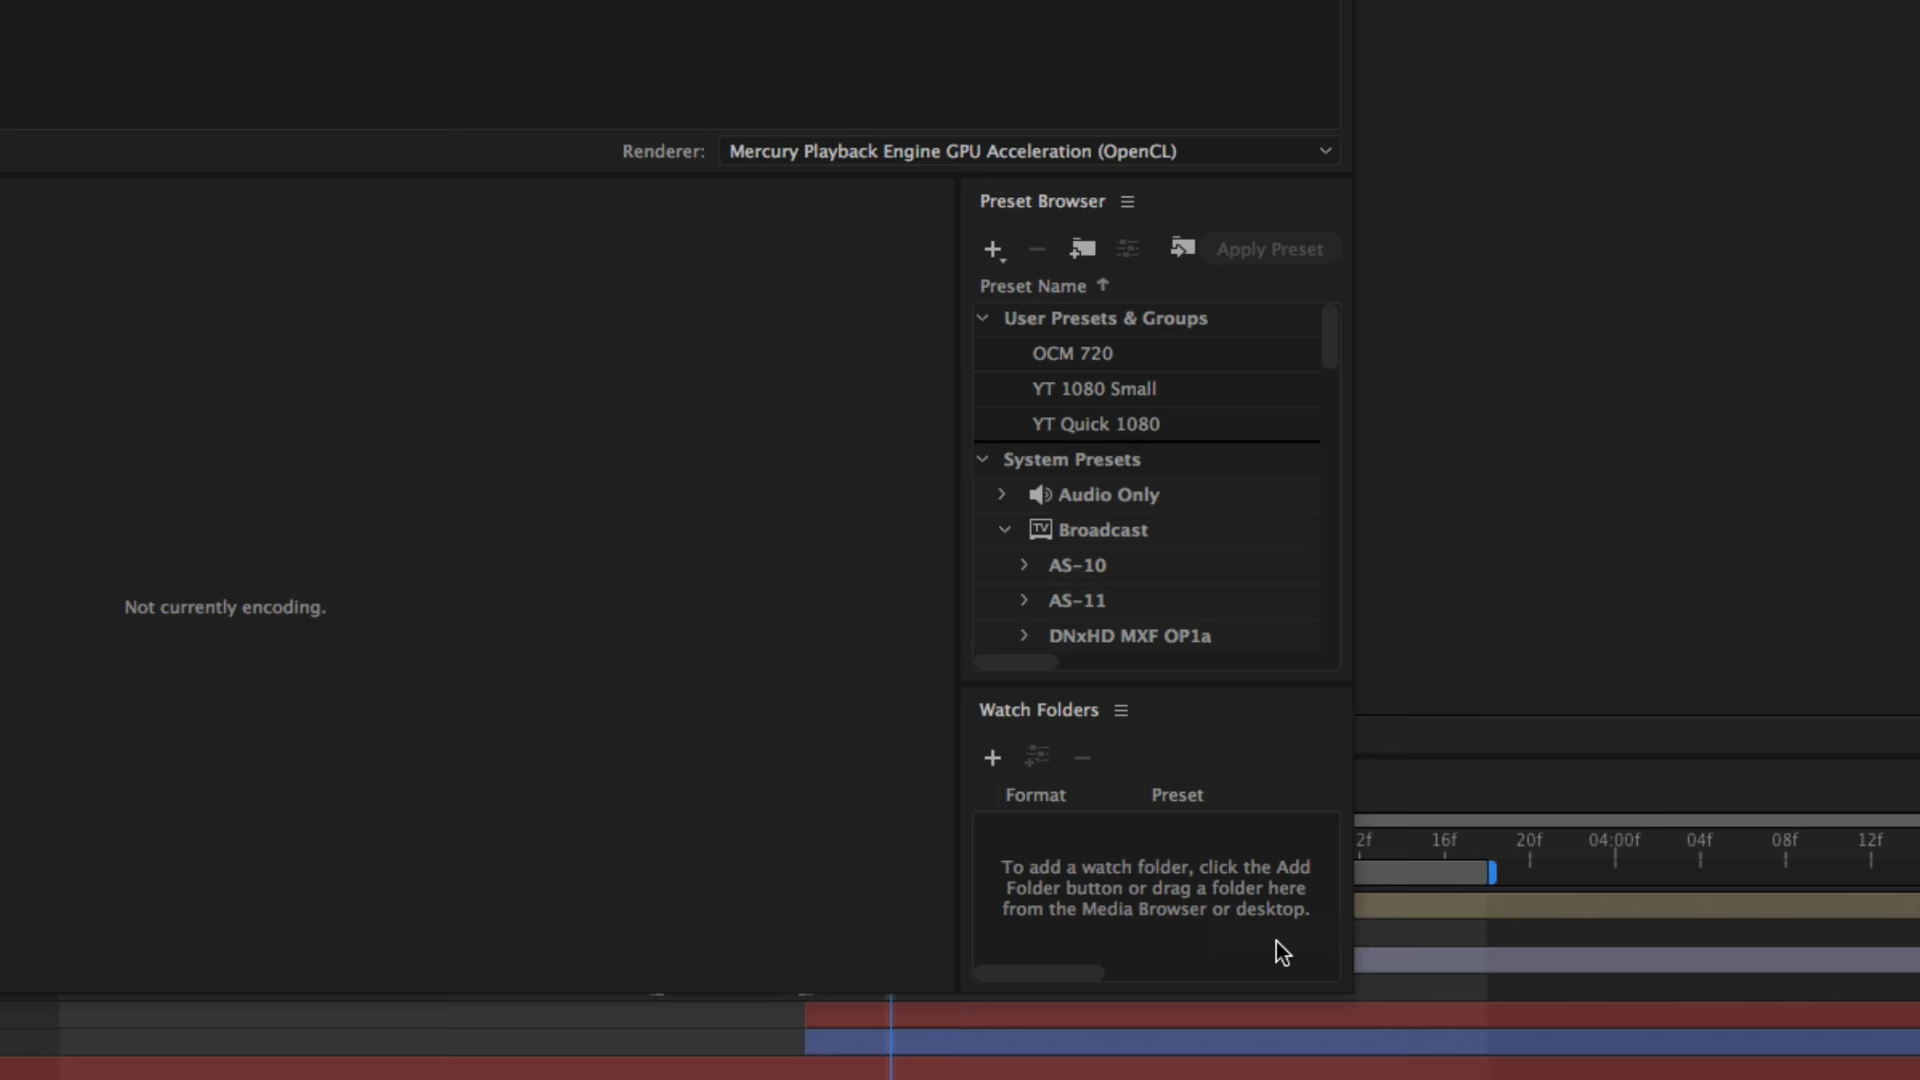 Renderer: Mercury Playback Engine GPU Acceleration (OpenCL)
Preset Browser
Apply Preset
Preset Name
User Presets & Groups
OCM 720
YT 1080 Small
YT Quick 1080
System Presets
Audio Only
TV Broadcast
AS-10
AS-11
DNxHD MXF OP1a
Not currently encoding.
Watch Folders
Format Preset
To add a watch folder, click the Add
Folder button or drag a folder here
from the Media Browser or desktop.
2f 16f 20f 04:00f 04f 08f 12f